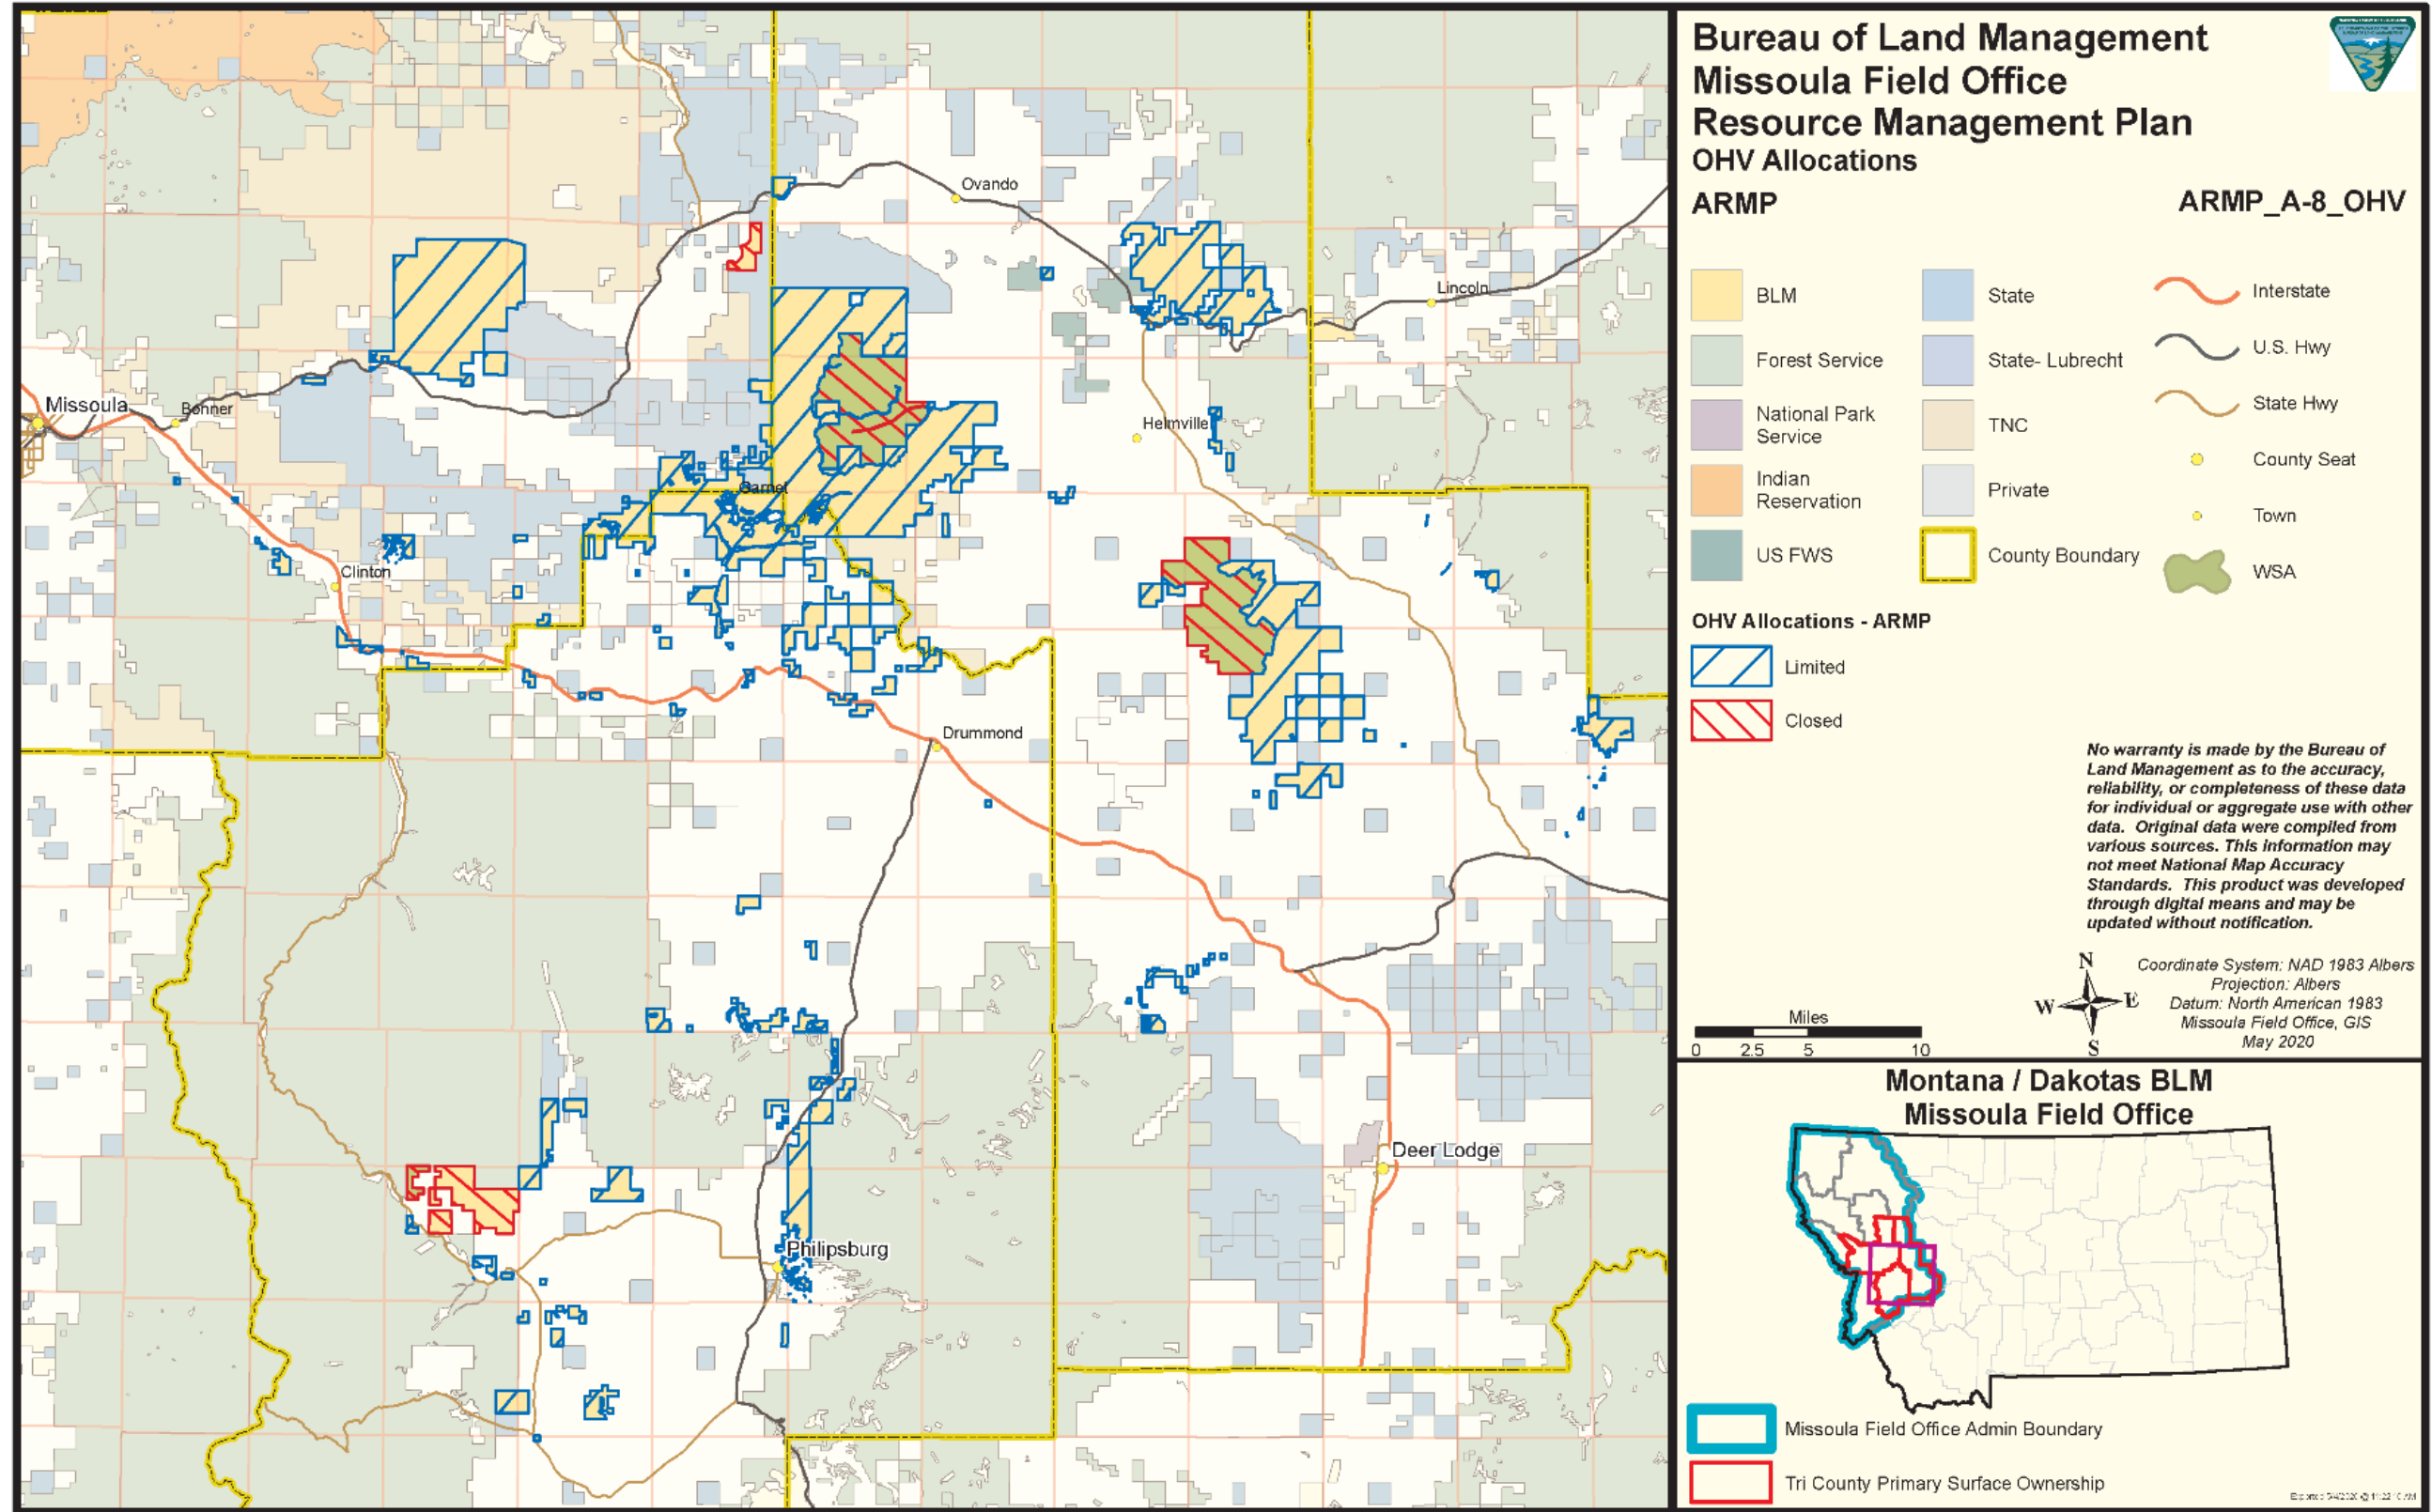 Bureau of Land Management
Missoula Field Office
Resource Management Plan
OHV Allocations
ARMP
ARMP_A-8_OHV
BLM
Forest Service
National Park
Service
Indian
Reservation
US FWS
State
State- Lubrecht
TNC
Private
County Boundary
Interstate
U.S. Hwy
State Hwy
County Seat
Town
WSA
OHV Allocations - ARMP
Limited
Closed
No warranty is made by the Bureau of
Land Management as to the accuracy,
reliability, or completeness of these data
for individual or aggregate use with other
data. Original data were compiled from
various sources. This information may
not meet National Map Accuracy
Standards. This product was developed
through digital means and may be
updated without notification.
N
W
E
S
Coordinate System: NAD 1983 Albers
Projection: Albers
Datum: North American 1983
Missoula Field Office, GIS
May 2020
Miles
0 2.5 5 10
Montana / Dakotas BLM
Missoula Field Office
Missoula Field Office Admin Boundary
Tri County Primary Surface Ownership
Ovando
Lincoln
Missoula
Bonner
Helmville
Garnet
Clinton
Drummond
Deer Lodge
Philipsburg